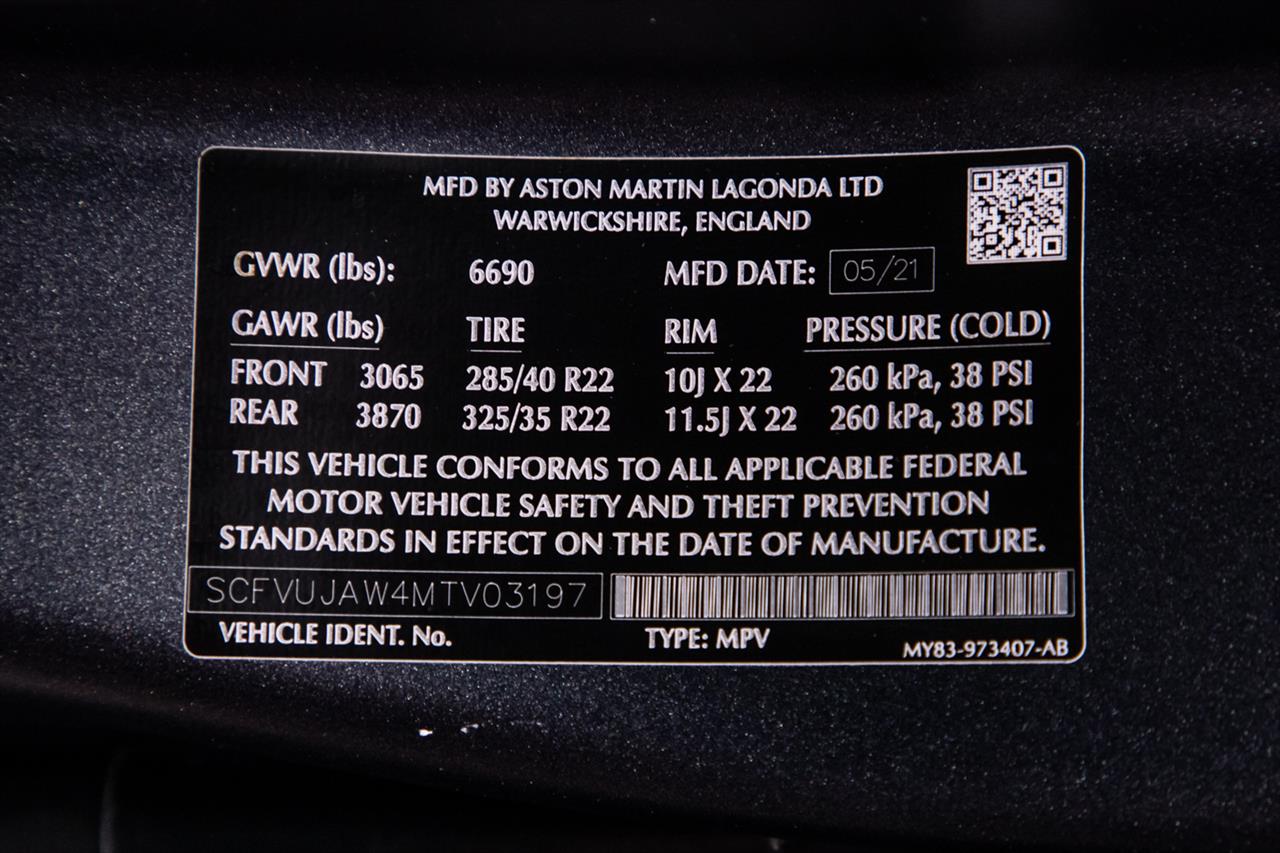 MFD BY ASTON MARTIN LAGONDA LTD
WARWICKSHIRE, ENGLAND
GVWR (lbs): 6690 MFD DATE: 05/21
GAWR (lbs) TIRE RIM PRESSURE (COLD)
FRONT 3065 285/40 R22 10J X 22 260 kPa, 38 PSI
REAR 3870 325/35 R22 11.5J X 22 260 kPa, 38 PSI
THIS VEHICLE CONFORMS TO ALL APPLICABLE FEDERAL
MOTOR VEHICLE SAFETY AND THEFT PREVENTION
STANDARDS IN EFFECT ON THE DATE OF MANUFACTURE.
SCFVUJAW4MTV03197
VEHICLE IDENT. No. TYPE: MPV MY83-973407-AB